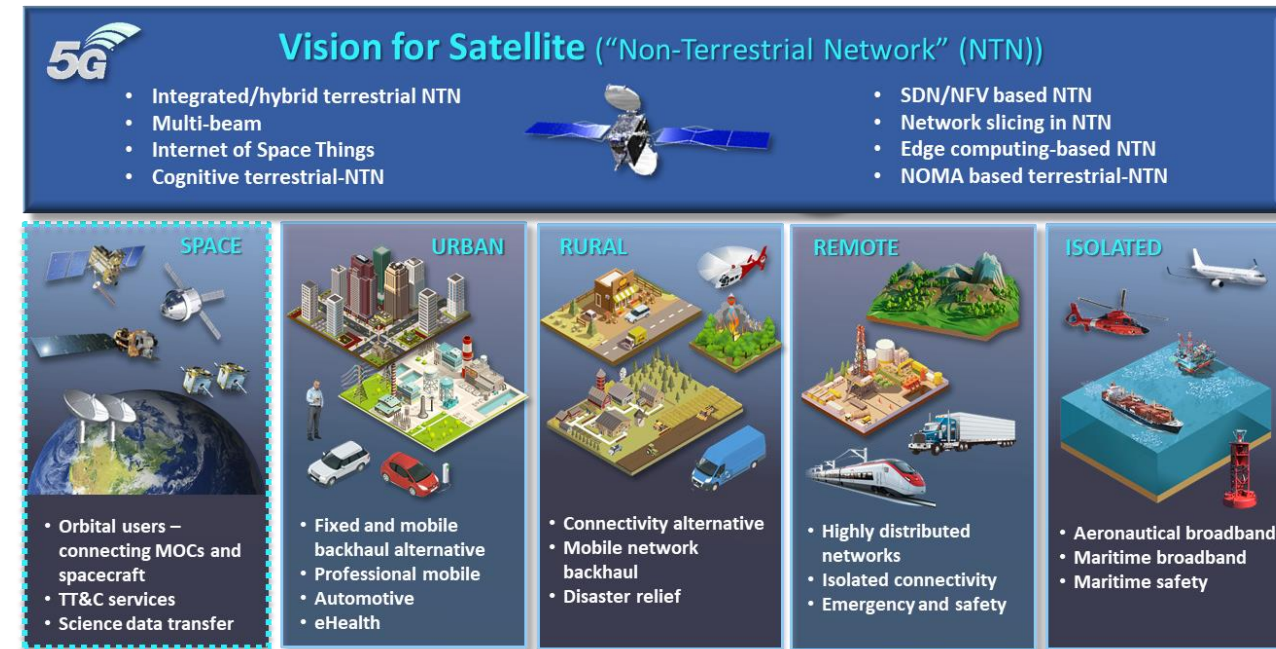 5G
Vision for Satellite (“Non-Terrestrial Network” (NTN))
• Integrated/hybrid terrestrial NTN
• Multi-beam
• Internet of Space Things
• Cognitive terrestrial-NTN
• SDN/NFV based NTN
• Network slicing in NTN
• Edge computing-based NTN
• NOMA based terrestrial-NTN
SPACE
• Orbital users –
connecting MOCs and
spacecraft
• TT&C services
• Science data transfer
URBAN
• Fixed and mobile
backhaul alternative
• Professional mobile
• Automotive
• eHealth
RURAL
• Connectivity alternative
• Mobile network
backhaul
• Disaster relief
REMOTE
• Highly distributed
networks
• Isolated connectivity
• Emergency and safety
ISOLATED
• Aeronautical broadband
• Maritime broadband
• Maritime safety